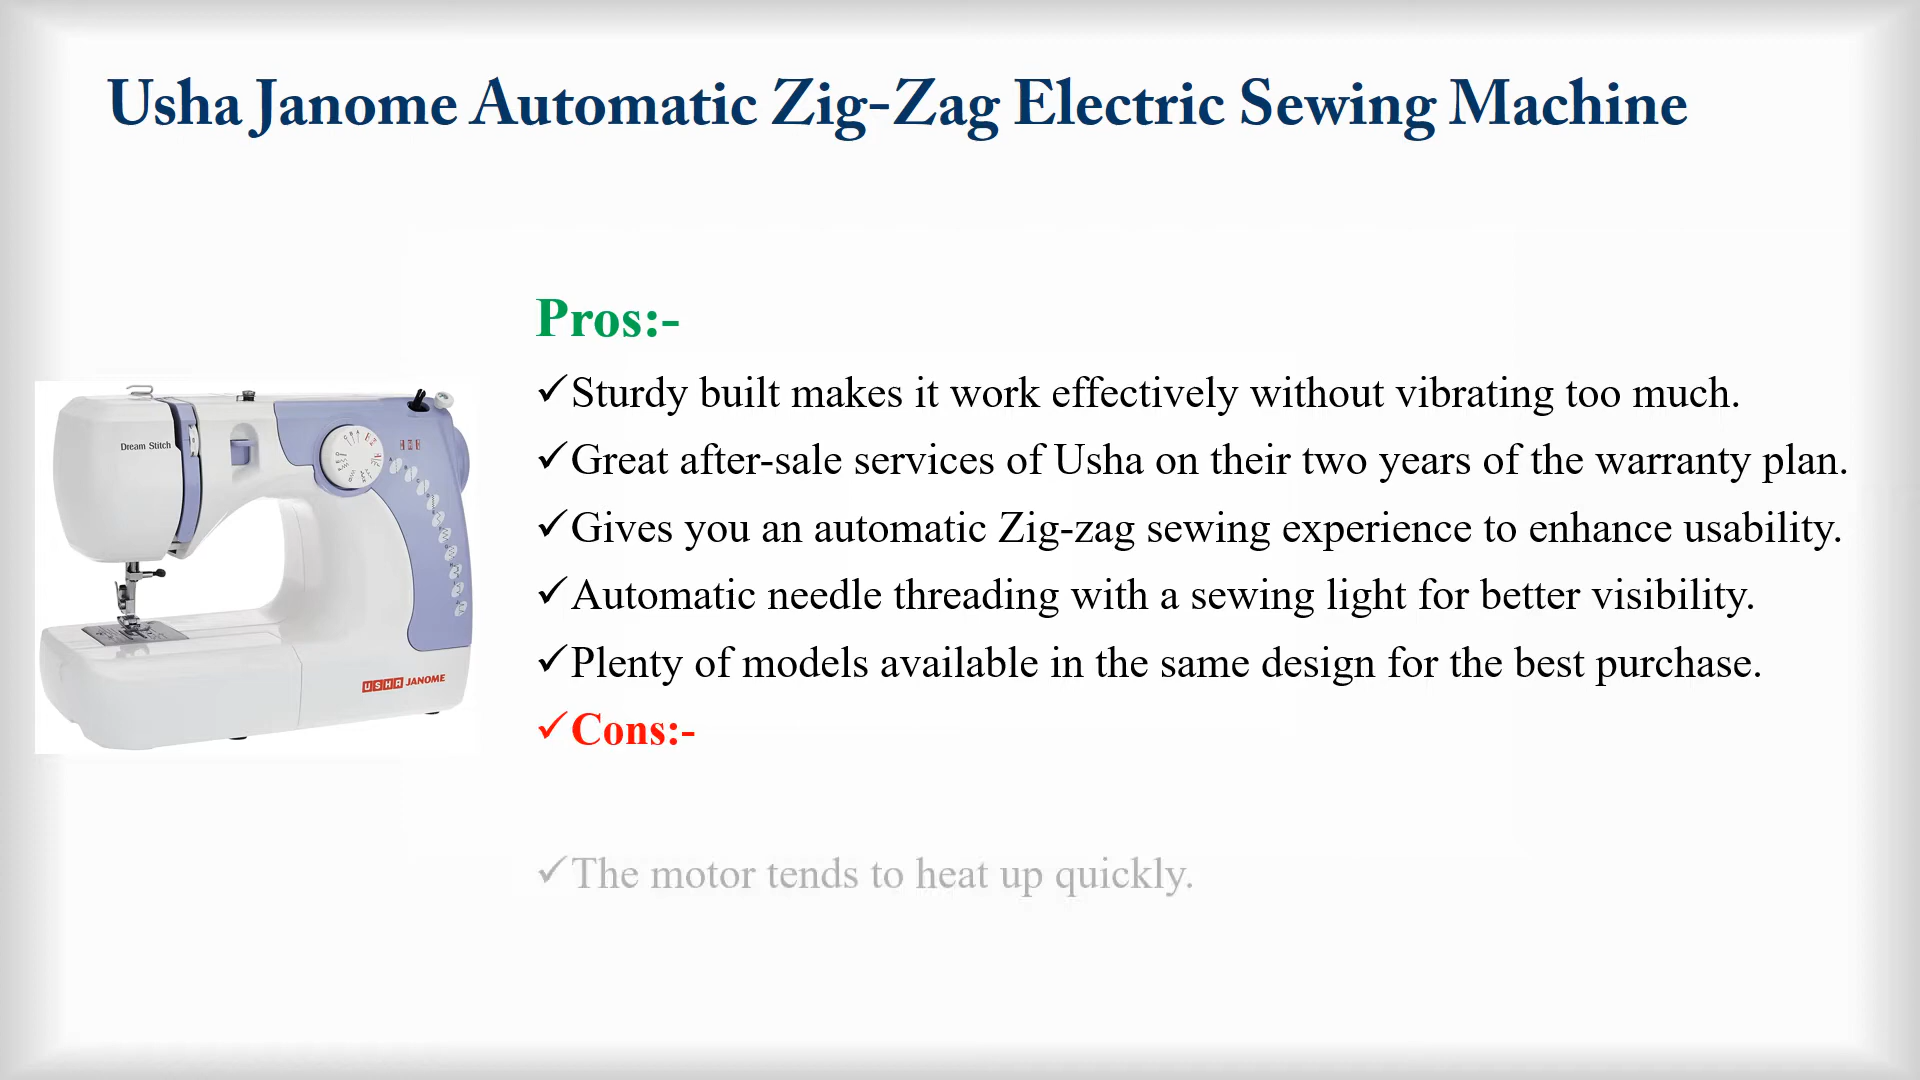 Usha Janome Automatic Zig-Zag Electric Sewing Machine
Pros:-
✓Sturdy built makes it work effectively without vibrating too much.
✓Great after-sale services of Usha on their two years of the warranty plan.
✓Gives you an automatic Zig-zag sewing experience to enhance usability.
✓Automatic needle threading with a sewing light for better visibility.
✓Plenty of models available in the same design for the best purchase.
✓Cons:-
✓The motor tends to heat up quickly.
Dream Stitch
USHA JANOME